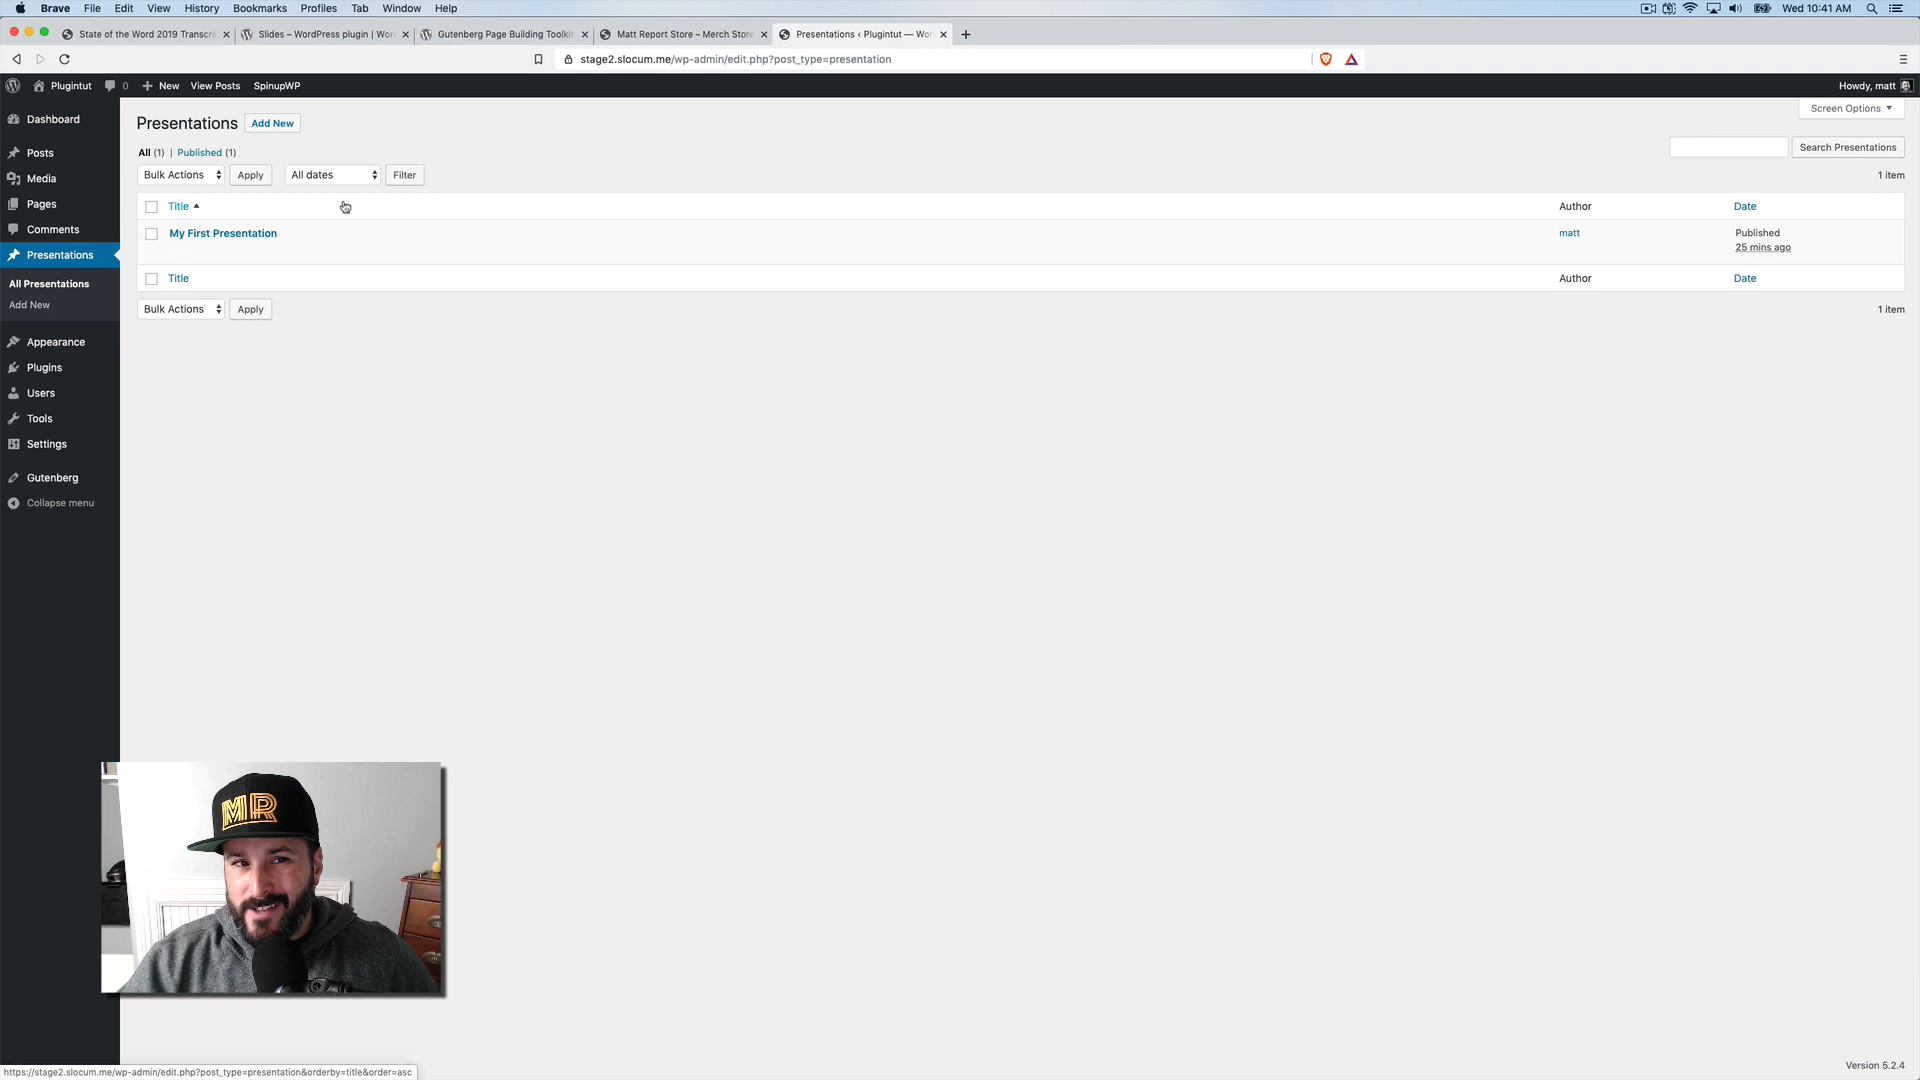 Brave File Edit View History Bookmarks Profiles Tab Window Help Wed 10:41 AM
State of the Word 2019 Transcri Slides – WordPress plugin | Wor Gutenberg Page Building Toolkit Matt Report Store – Merch Store Presentations ‹ Plugintut — Wor
stage2.slocum.me/wp-admin/edit.php?post_type=presentation
Plugintut 0 New View Posts SpinupWP Howdy, matt
Screen Options
Dashboard
Posts
Media
Pages
Comments
Presentations
All Presentations
Add New
Appearance
Plugins
Users
Tools
Settings
Gutenberg
Collapse menu
Presentations Add New
All (1) | Published (1)
Search Presentations
Bulk Actions Apply All dates Filter 1 item
Title Author Date
My First Presentation matt Published
25 mins ago
Title Author Date
Bulk Actions Apply 1 item
MR
Version 5.2.4
https://stage2.slocum.me/wp-admin/edit.php?post_type=presentation&orderby=title&order=asc